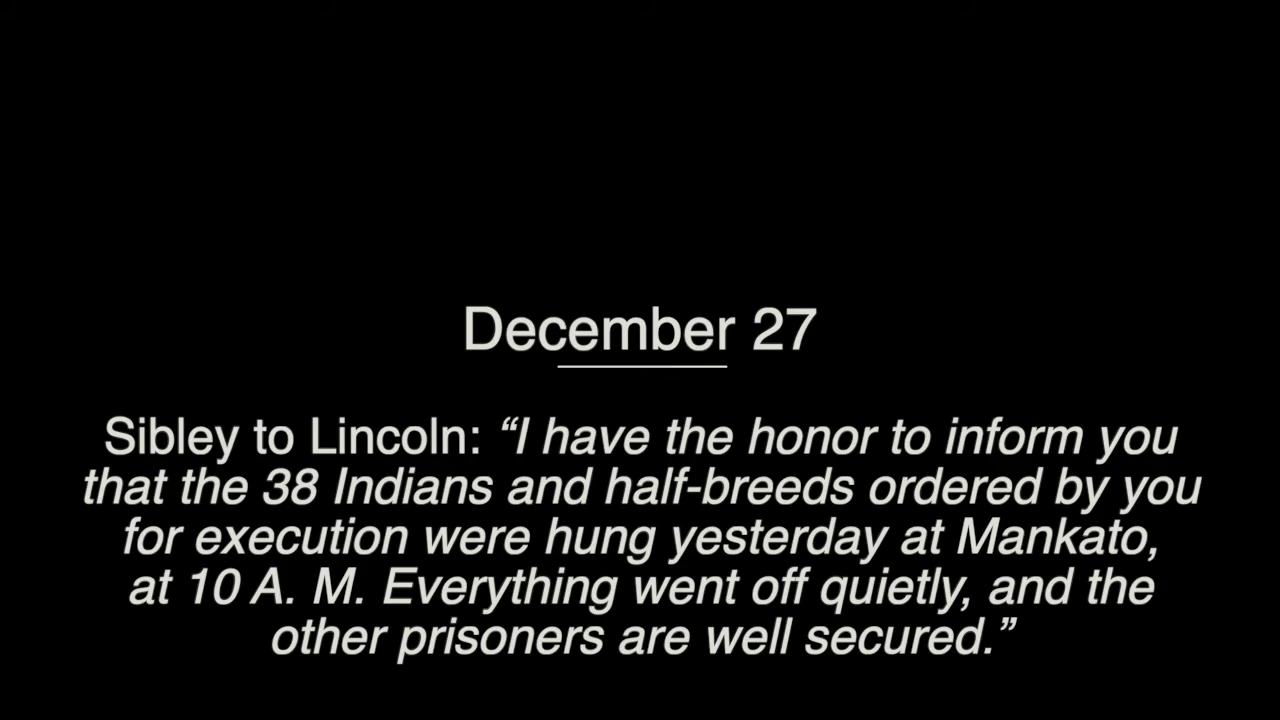 December 27
Sibley to Lincoln: “I have the honor to inform you
that the 38 Indians and half-breeds ordered by you
for execution were hung yesterday at Mankato,
at 10 A. M. Everything went off quietly, and the
other prisoners are well secured.”